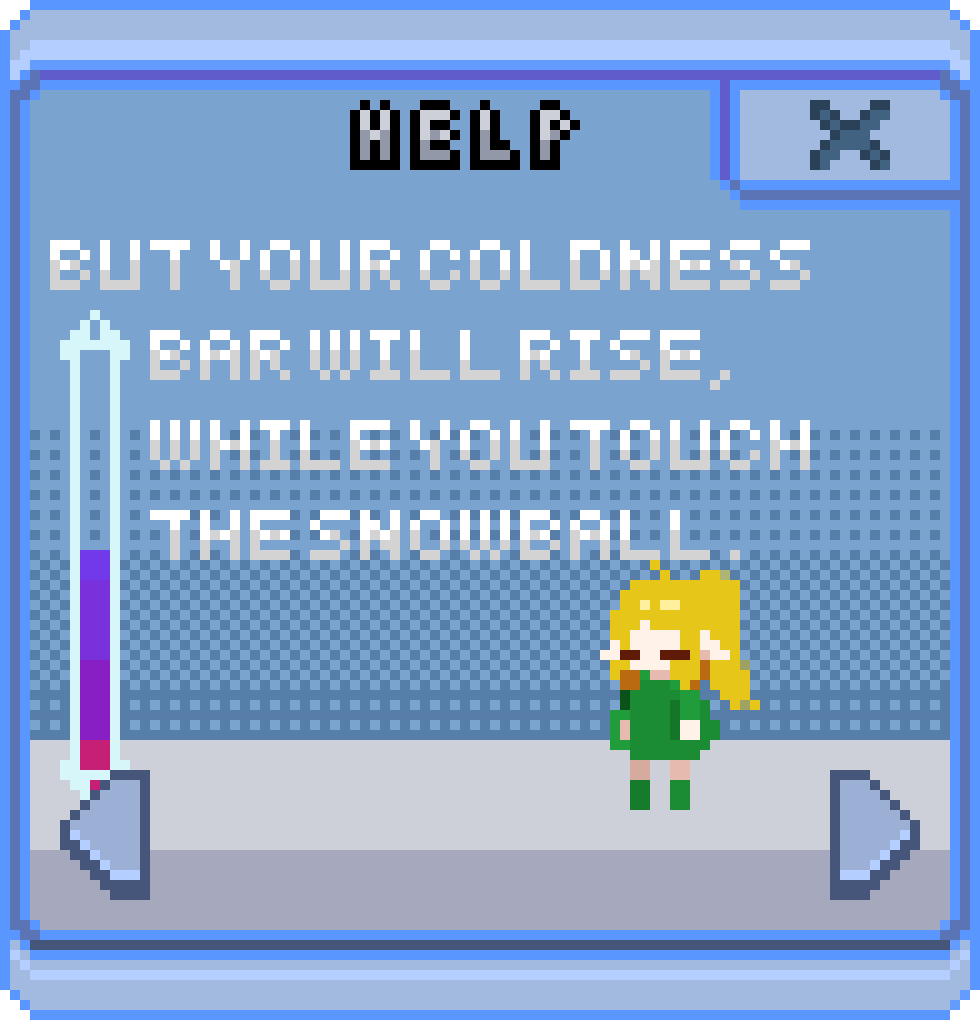 HELP
BUT YOUR COLDNESS
BAR WILL RISE,
WHILE YOU TOUCH
THE SNOWBALL.